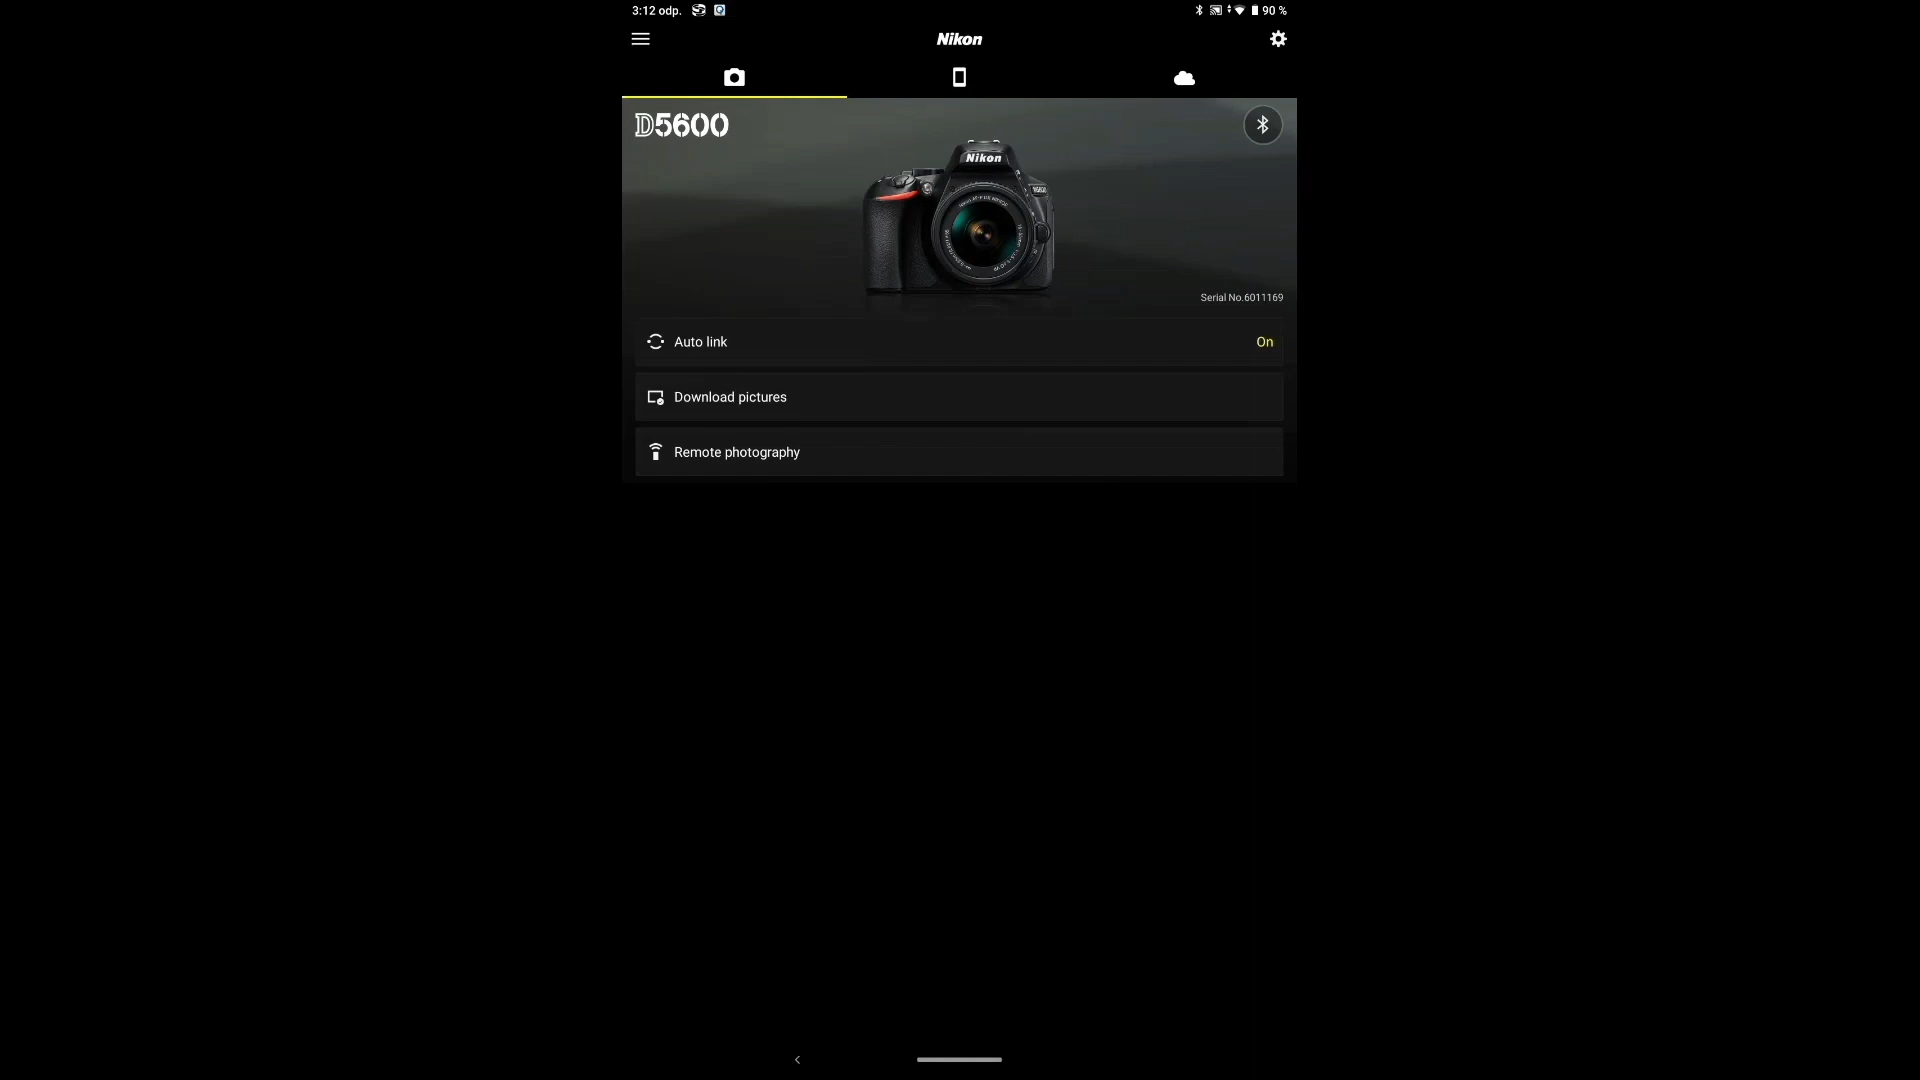 3:12 odp.
90 %
Nikon
D5600
Nikon
Serial No.6011169
Auto link
On
Download pictures
Remote photography